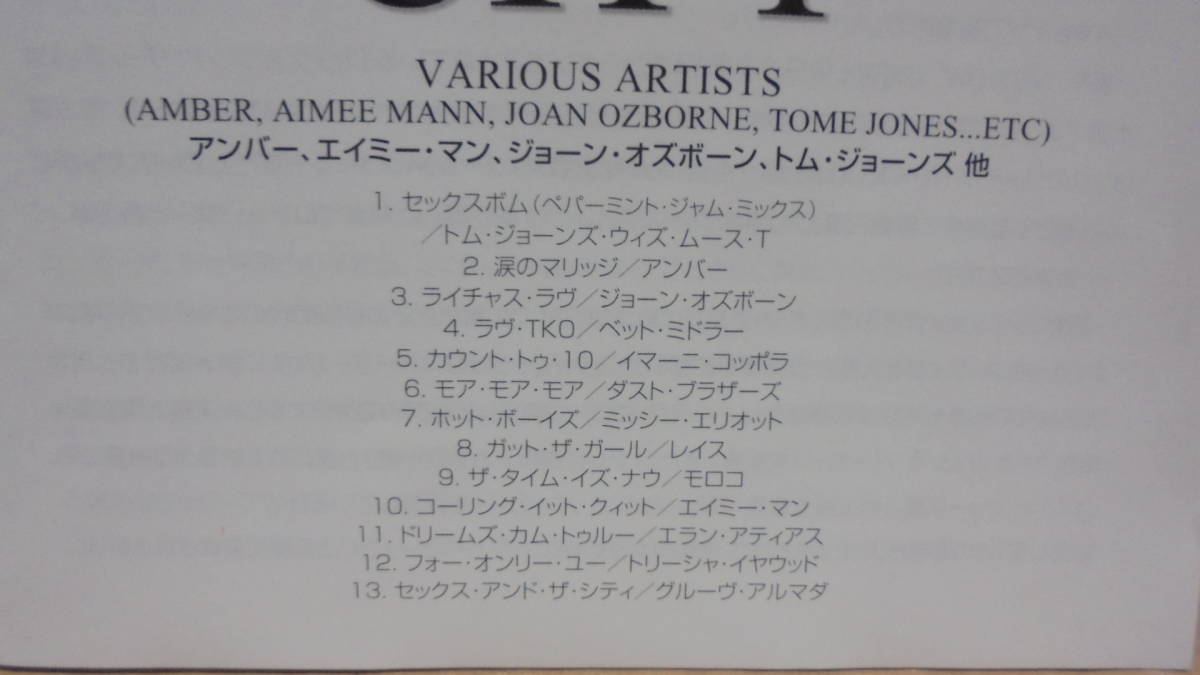 CITY
VARIOUS ARTISTS
(AMBER, AIMEE MANN, JOAN OZBORNE, TOME JONES...ETC)
アンバー、エイミー・マン、ジョーン・オズボーン、トム・ジョーンズ 他
1. セックスボム（ペパーミント・ジャム・ミックス）
／トム・ジョーンズ・ウィズ・ムース・T
2. 涙のマリッジ／アンバー
3. ライチャス・ラヴ／ジョーン・オズボーン
4. ラヴ・TKO／ベット・ミドラー
5. カウント・トゥ・10／イマーニ・コッポラ
6. モア・モア・モア／ダスト・ブラザーズ
7. ホット・ボーイズ／ミッシー・エリオット
8. ガット・ザ・ガール／レイス
9. ザ・タイム・イズ・ナウ／モロコ
10. コーリング・イット・クィット／エイミー・マン
11. ドリームズ・カム・トゥルー／エラン・アティアス
12. フォー・オンリー・ユー／トリーシャ・イヤウッド
13. セックス・アンド・ザ・シティ／グルーヴ・アルマダ